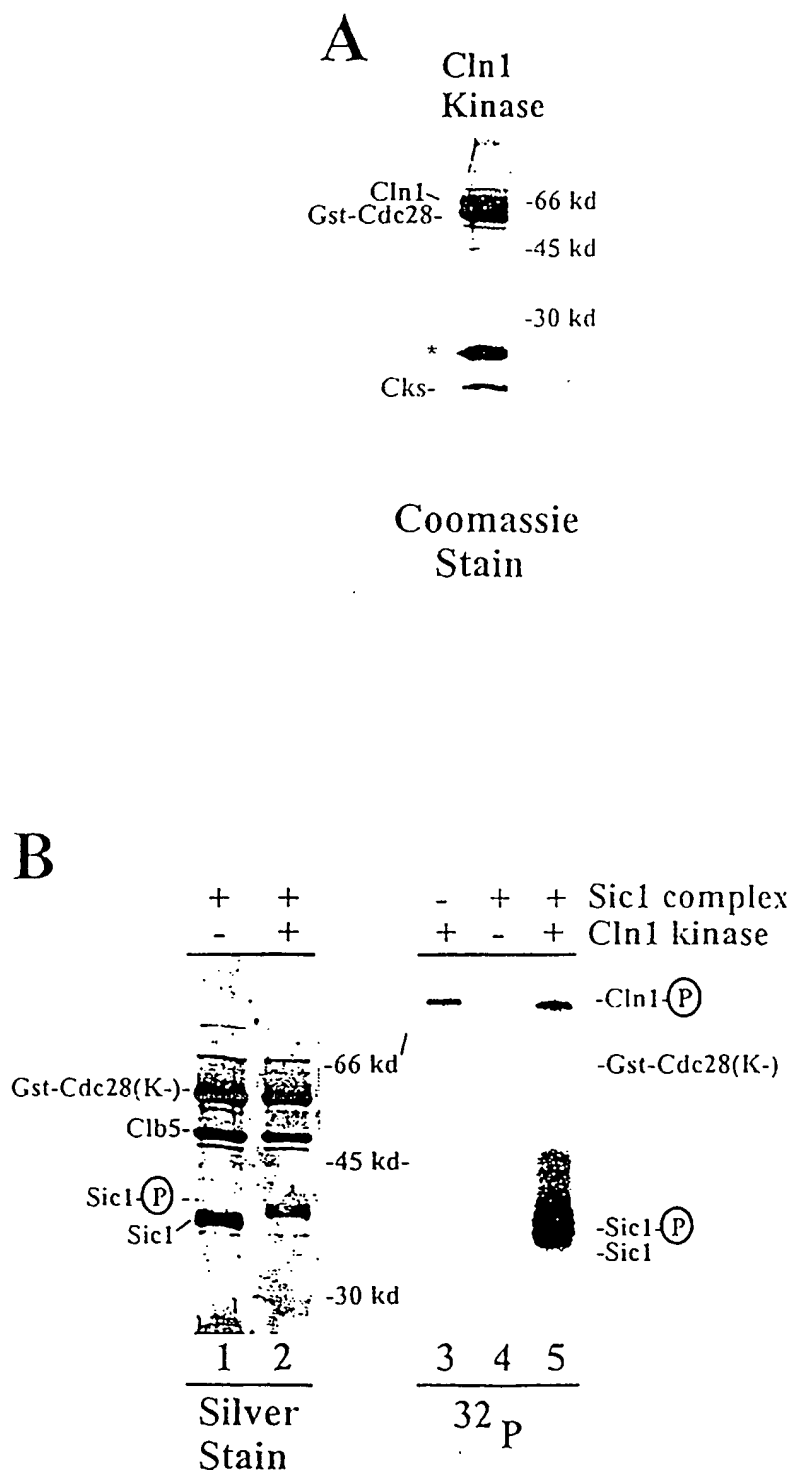 A
Cln1
Kinase
Cln1
Gst-Cdc28-
-66 kd
-45 kd
-30 kd
*
Cks-
Coomassie
Stain
B
+ + - + + Sic1 complex
- + + - + Cln1 kinase
-Cln1-P
-66 kd
-Gst-Cdc28(K-)
Gst-Cdc28(K-)-
Clb5-
-45 kd-
Sic1-P
Sic1
-Sic1-P
-Sic1
-30 kd
1 2 3 4 5
Silver
Stain
32P